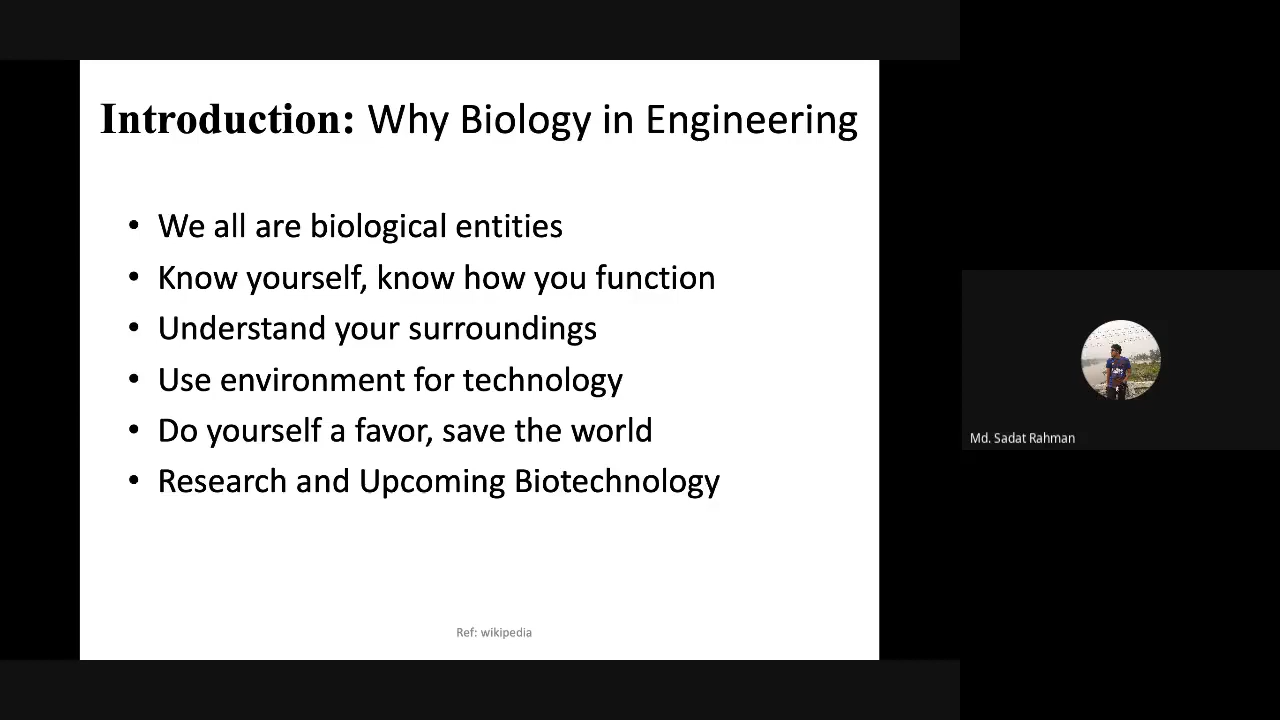 Introduction: Why Biology in Engineering
• We all are biological entities
• Know yourself, know how you function
• Understand your surroundings
• Use environment for technology
• Do yourself a favor, save the world
• Research and Upcoming Biotechnology
Ref: wikipedia
Md. Sadat Rahman